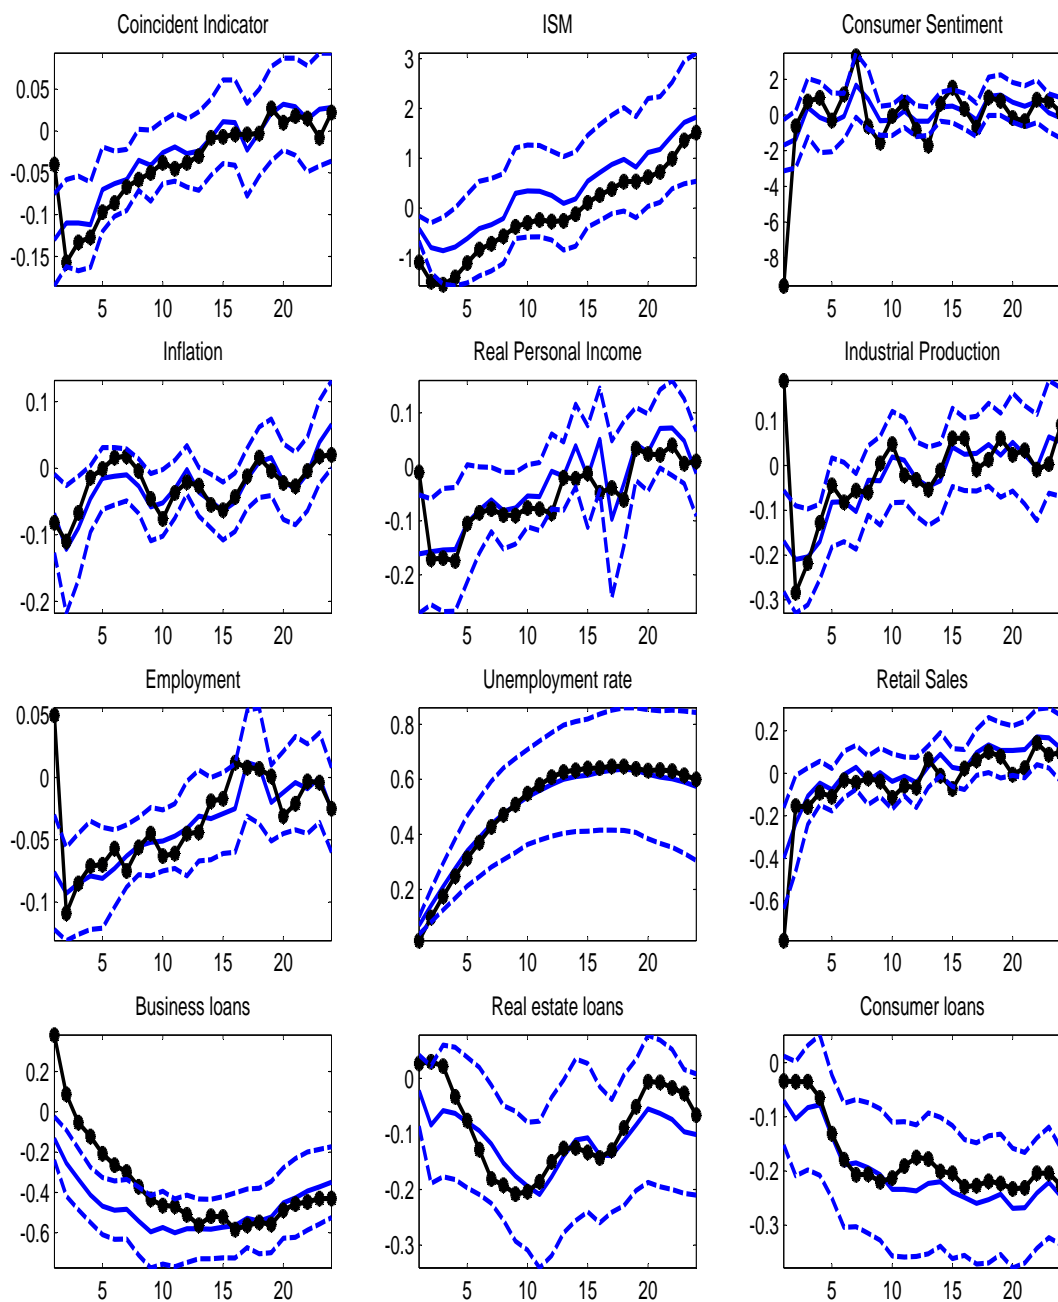 Coincident Indicator
0.05
0
-0.05
-0.1
-0.15
5 10 15 20
ISM
3
2
1
0
-1
5 10 15 20
Consumer Sentiment
2
0
-2
-4
-6
-8
5 10 15 20
Inflation
0.1
0
-0.1
-0.2
5 10 15 20
Real Personal Income
0.1
0
-0.1
-0.2
5 10 15 20
Industrial Production
0.1
0
-0.1
-0.2
-0.3
5 10 15 20
Employment
0.05
0
-0.05
-0.1
5 10 15 20
Unemployment rate
0.8
0.6
0.4
0.2
5 10 15 20
Retail Sales
0.2
0
-0.2
-0.4
-0.6
5 10 15 20
Business loans
0.2
0
-0.2
-0.4
-0.6
5 10 15 20
Real estate loans
0
-0.1
-0.2
-0.3
5 10 15 20
Consumer loans
0
-0.1
-0.2
-0.3
5 10 15 20